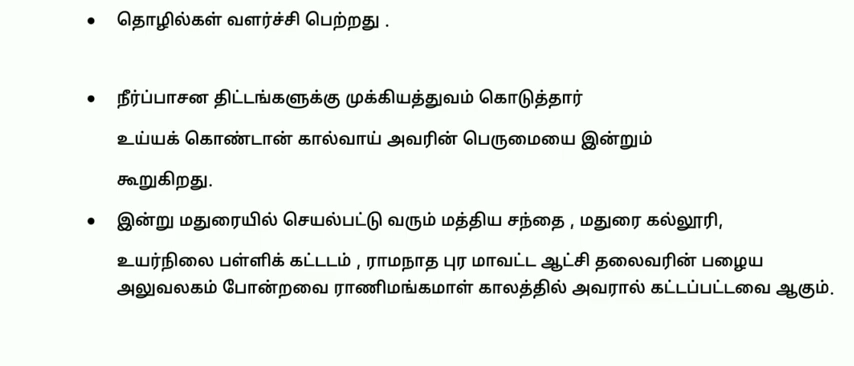 • தொழில்கள் வளர்ச்சி பெற்றது .
• நீர்ப்பாசன திட்டங்களுக்கு முக்கியத்துவம் கொடுத்தார்
உய்யக் கொண்டான் கால்வாய் அவரின் பெருமையை இன்றும்
கூறுகிறது.
• இன்று மதுரையில் செயல்பட்டு வரும் மத்திய சந்தை , மதுரை கல்லூரி,
உயர்நிலை பள்ளிக் கட்டடம் , ராமநாத புர மாவட்ட ஆட்சி தலைவரின் பழைய
அலுவலகம் போன்றவை ராணிமங்கமாள் காலத்தில் அவரால் கட்டப்பட்டவை ஆகும்.